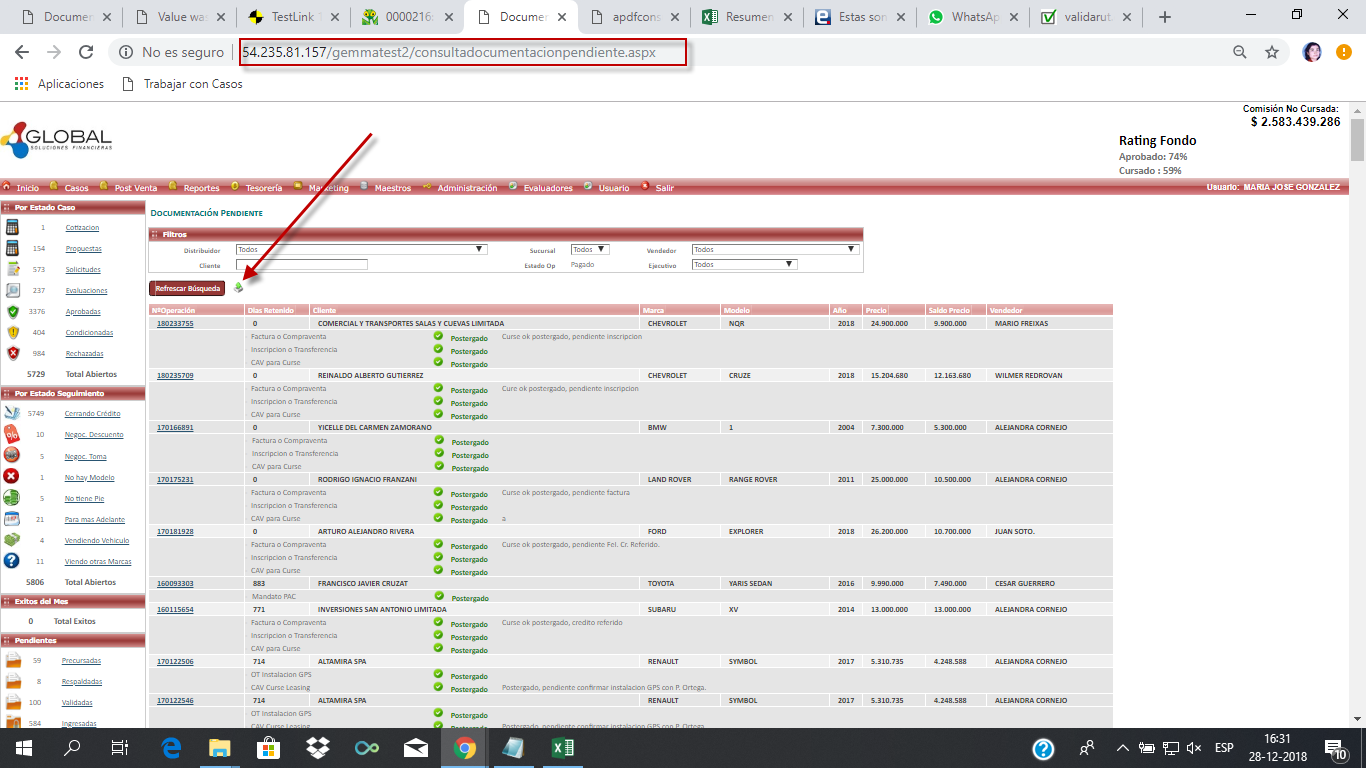 Documen
Value was
TestLink
0000216
Documen
apdfcons
Resumen
Estas son
WhatsAp
validarut.
No es seguro
54.235.81.157/gemmatest2/consultadocumentacionpendiente.aspx
Aplicaciones
Trabajar con Casos
Comisión No Cursada:
$ 2.583.439.286
GLOBAL
SOLUCIONES FINANCIERAS
Rating Fondo
Aprobado: 74%
Cursado : 59%
Inicio Casos Post Venta Reportes Tesorería Marketing Maestros Administración Evaluadores Usuario Salir Usuario: MARIA JOSE GONZALEZ
Por Estado Caso
1 Cotizacion
154 Propuestas
573 Solicitudes
237 Evaluaciones
3376 Aprobadas
404 Condicionadas
984 Rechazadas
5729 Total Abiertos
Por Estado Seguimiento
5749 Cerrando Crédito
10 Negoc. Descuento
5 Negoc. Toma
1 No hay Modelo
5 No tiene Pie
21 Para mas Adelante
4 Vendiendo Vehiculo
11 Viendo otras Marcas
5806 Total Abiertos
Exitos del Mes
0 Total Exitos
Pendientes
59 Precursadas
8 Respaldadas
100 Validadas
584 Ingresadas
DOCUMENTACIÓN PENDIENTE
Filtros
Distribuidor Todos Sucursal Todos Vendedor Todos
Cliente Estado Op Pagado Ejecutivo Todos
Refrescar Búsqueda
NºOperación Dias Retenido Cliente Marca Modelo Año Precio Saldo Precio Vendedor
180233755 0 COMERCIAL Y TRANSPORTES SALAS Y CUEVAS LIMITADA CHEVROLET NQR 2018 24.900.000 9.900.000 MARIO FREIXAS
Factura o Compraventa Postergado Curse ok postergado, pendiente inscripcion
Inscripcion o Transferencia Postergado
CAV para Curse Postergado
180235709 0 REINALDO ALBERTO GUTIERREZ CHEVROLET CRUZE 2018 15.204.680 12.163.680 WILMER REDROVAN
Factura o Compraventa Postergado Cure ok postergado, pendiente inscripcion
Inscripcion o Transferencia Postergado
CAV para Curse Postergado
170166891 0 YICELLE DEL CARMEN ZAMORANO BMW 1 2004 7.300.000 5.300.000 ALEJANDRA CORNEJO
Factura o Compraventa Postergado
Inscripcion o Transferencia Postergado
CAV para Curse Postergado
170175231 0 RODRIGO IGNACIO FRANZANI LAND ROVER RANGE ROVER 2011 25.000.000 10.500.000 ALEJANDRA CORNEJO
Factura o Compraventa Postergado Curse ok postergado, pendiente factura
Inscripcion o Transferencia Postergado
CAV para Curse Postergado a
170181928 0 ARTURO ALEJANDRO RIVERA FORD EXPLORER 2018 26.200.000 10.700.000 JUAN SOTO.
Factura o Compraventa Postergado Curse ok postergado, pendiente Fel. Cr. Referido.
Inscripcion o Transferencia Postergado
CAV para Curse Postergado
160093303 883 FRANCISCO JAVIER CRUZAT TOYOTA YARIS SEDAN 2016 9.990.000 7.490.000 CESAR GUERRERO
Mandato PAC Postergado
160115654 771 INVERSIONES SAN ANTONIO LIMITADA SUBARU XV 2014 13.000.000 13.000.000 ALEJANDRA CORNEJO
Factura o Compraventa Postergado Curse ok postergado, credito referido
Inscripcion o Transferencia Postergado
CAV para Curse Postergado
170122506 714 ALTAMIRA SPA RENAULT SYMBOL 2017 5.310.735 4.248.588 ALEJANDRA CORNEJO
OT Instalacion GPS Postergado
CAV Curse Leasing Postergado Postergado, pendiente confirmar instalacion GPS con P. Ortega.
170122546 714 ALTAMIRA SPA RENAULT SYMBOL 2017 5.310.735 4.248.588 ALEJANDRA CORNEJO
OT Instalacion GPS Postergado
CAV Curse Leasing Postergado Postergado, pendiente confirmar instalacion GPS con P. Ortega.
ESP
16:31
28-12-2018
10